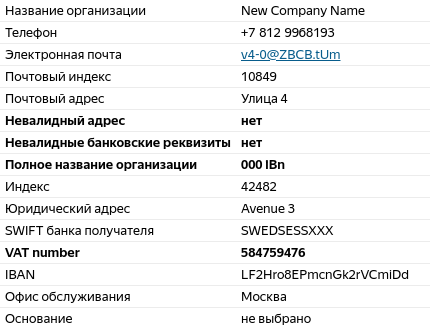 Название организации New Company Name
Телефон +7 812 9968193
Электронная почта v4-0@ZBCB.tUm
Почтовый индекс 10849
Почтовый адрес Улица 4
Невалидный адрес нет
Невалидные банковские реквизиты нет
Полное название организации 000 IBn
Индекс 42482
Юридический адрес Avenue 3
SWIFT банка получателя SWEDSESSXXX
VAT number 584759476
IBAN LF2Hro8EPmcnGk2rVCmiDd
Офис обслуживания Москва
Основание не выбрано